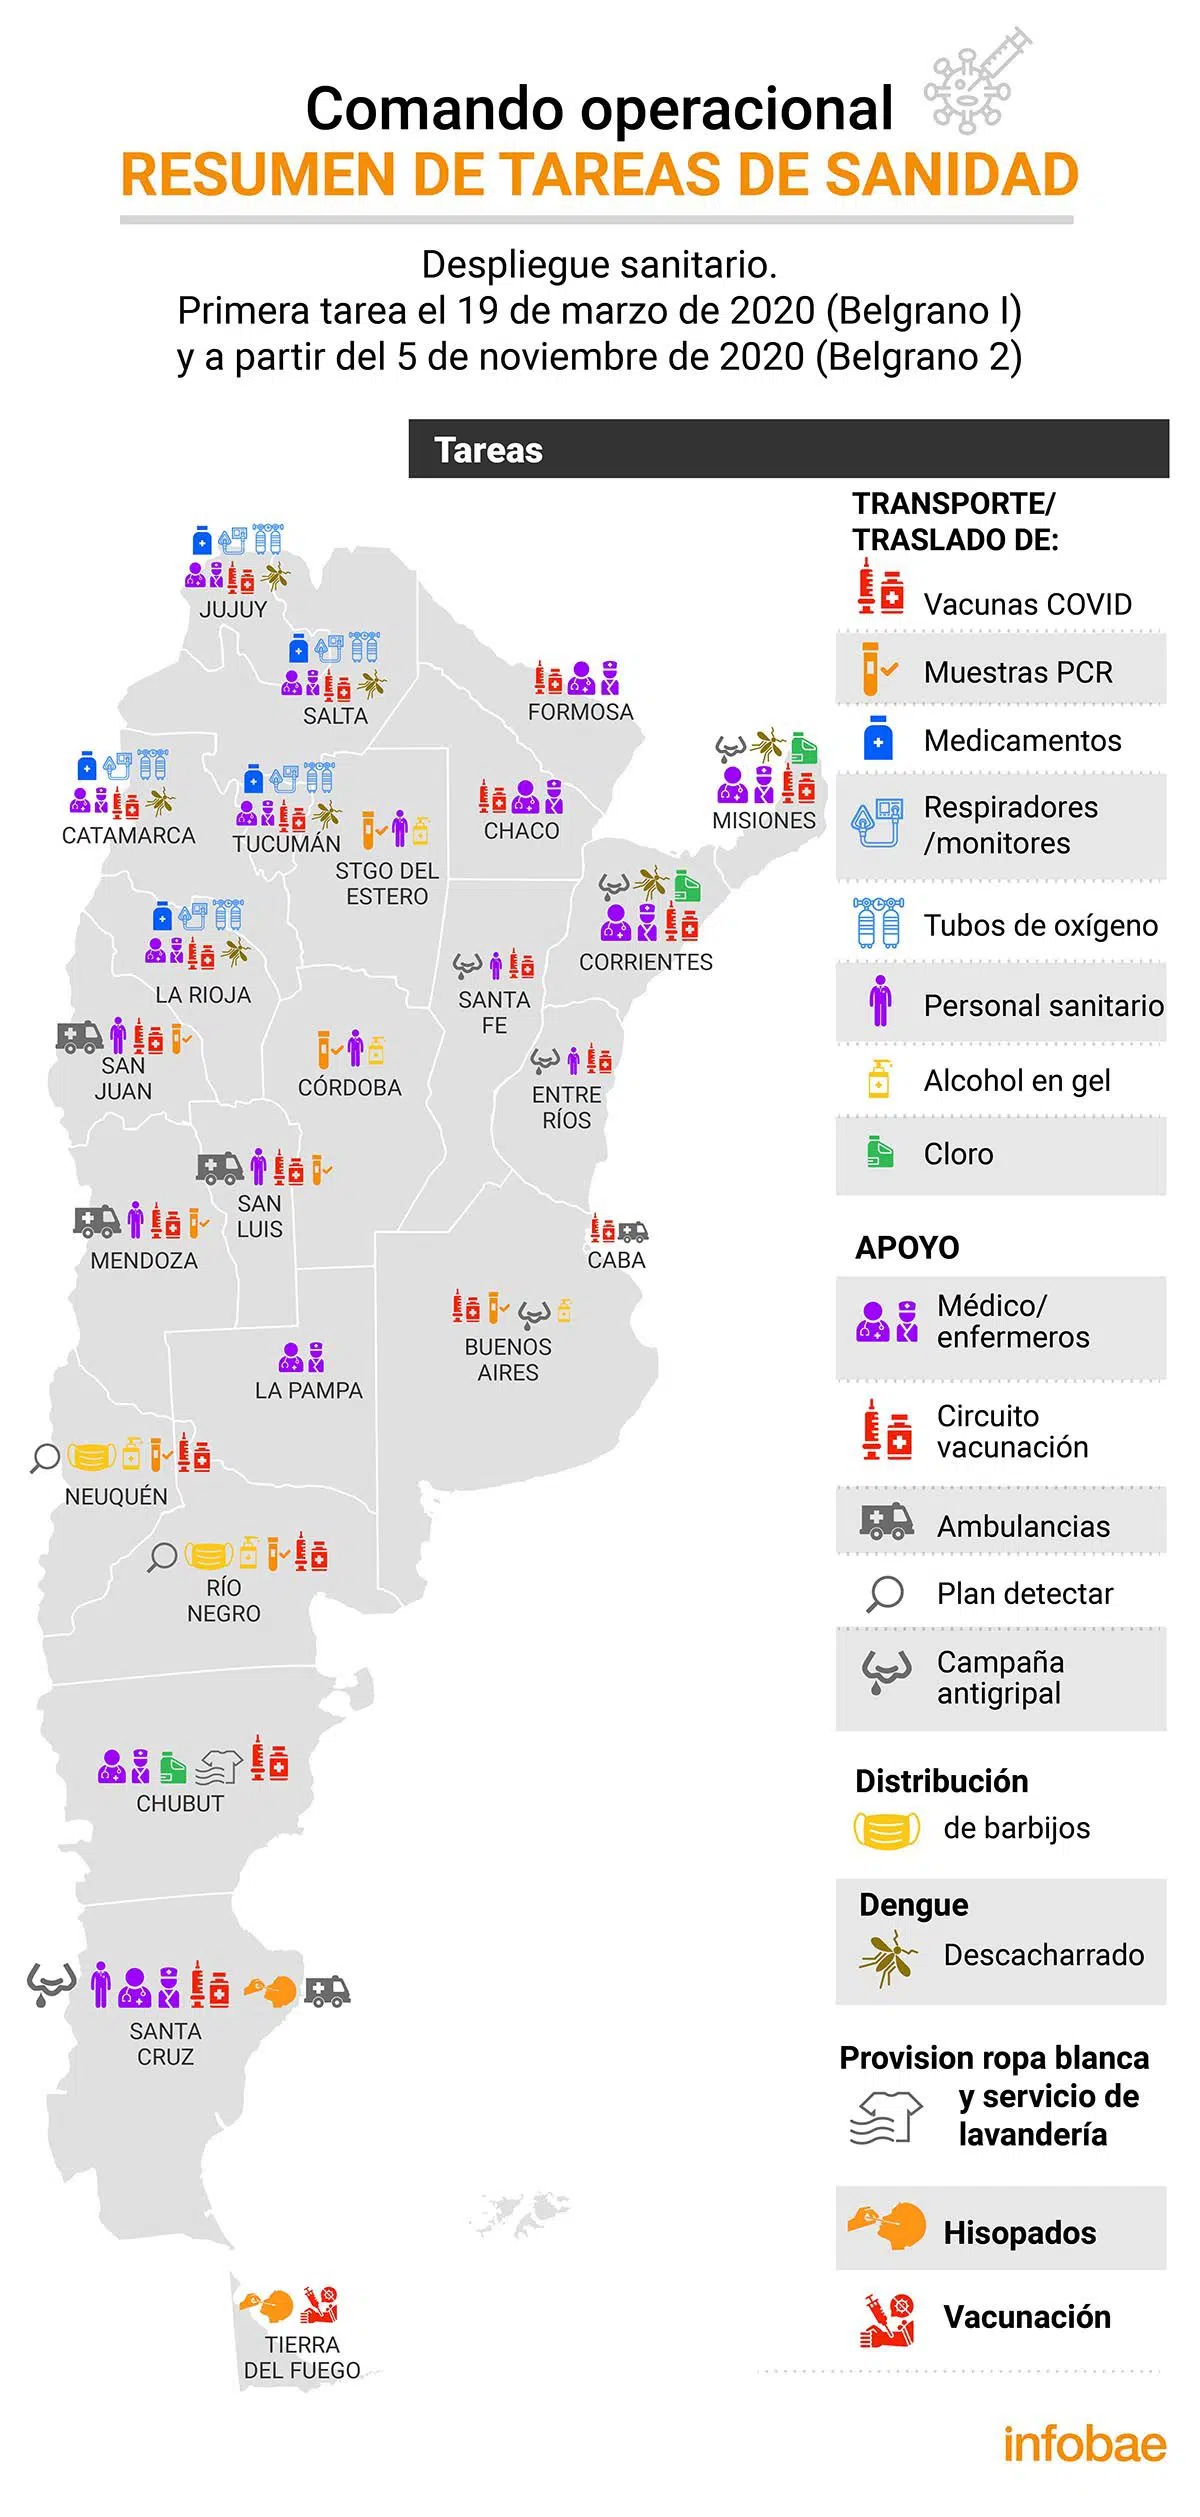 Comando operacional
RESUMEN DE TAREAS DE SANIDAD
Despliegue sanitario.
Primera tarea el 19 de marzo de 2020 (Belgrano I)
y a partir del 5 de noviembre de 2020 (Belgrano 2)
Tareas
JUJUY
SALTA
FORMOSA
CATAMARCA
TUCUMÁN
STGO DEL
ESTERO
CHACO
MISIONES
LA RIOJA
CORRIENTES
SANTA
FE
SAN
JUAN
CÓRDOBA
ENTRE
RÍOS
SAN
LUIS
MENDOZA
CABA
BUENOS
AIRES
LA PAMPA
NEUQUÉN
RÍO
NEGRO
CHUBUT
SANTA
CRUZ
TIERRA
DEL FUEGO
TRANSPORTE/
TRASLADO DE:
Vacunas COVID
Muestras PCR
Medicamentos
Respiradores
/monitores
Tubos de oxígeno
Personal sanitario
Alcohol en gel
Cloro
APOYO
Médico/
enfermeros
Circuito
vacunación
Ambulancias
Plan detectar
Campaña
antigripal
Distribución
de barbijos
Dengue
Descacharrado
Provision ropa blanca
y servicio de
lavandería
Hisopados
Vacunación
infobae